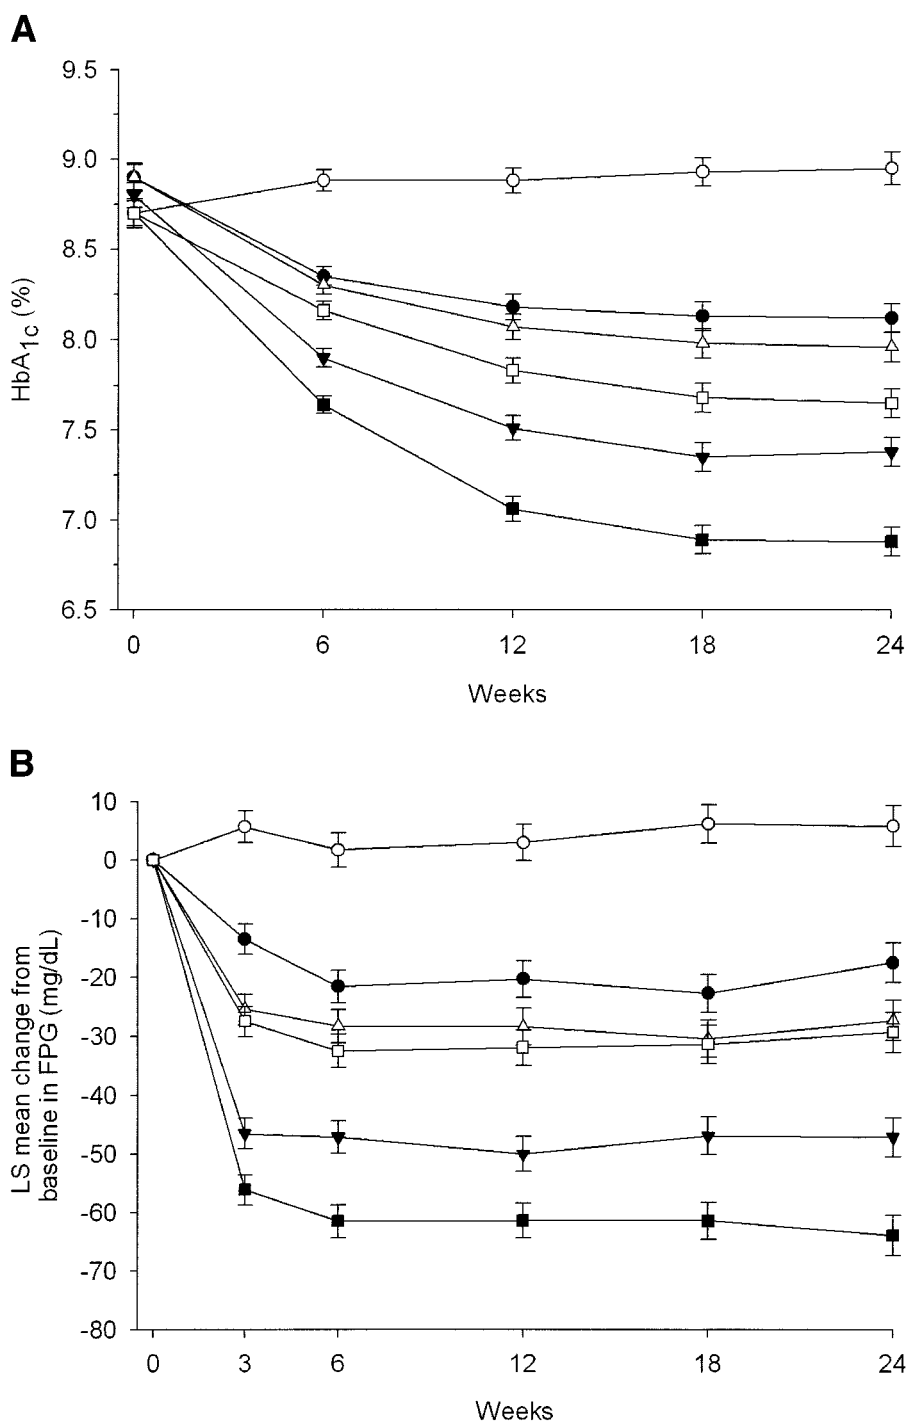 A
9.5
9.0
8.5
8.0
7.5
7.0
6.5
HbA1c (%)
0 6 12 18 24
Weeks
B
10
0
-10
-20
-30
-40
-50
-60
-70
-80
LS mean change from
baseline in FPG (mg/dL)
0 3 6 12 18 24
Weeks